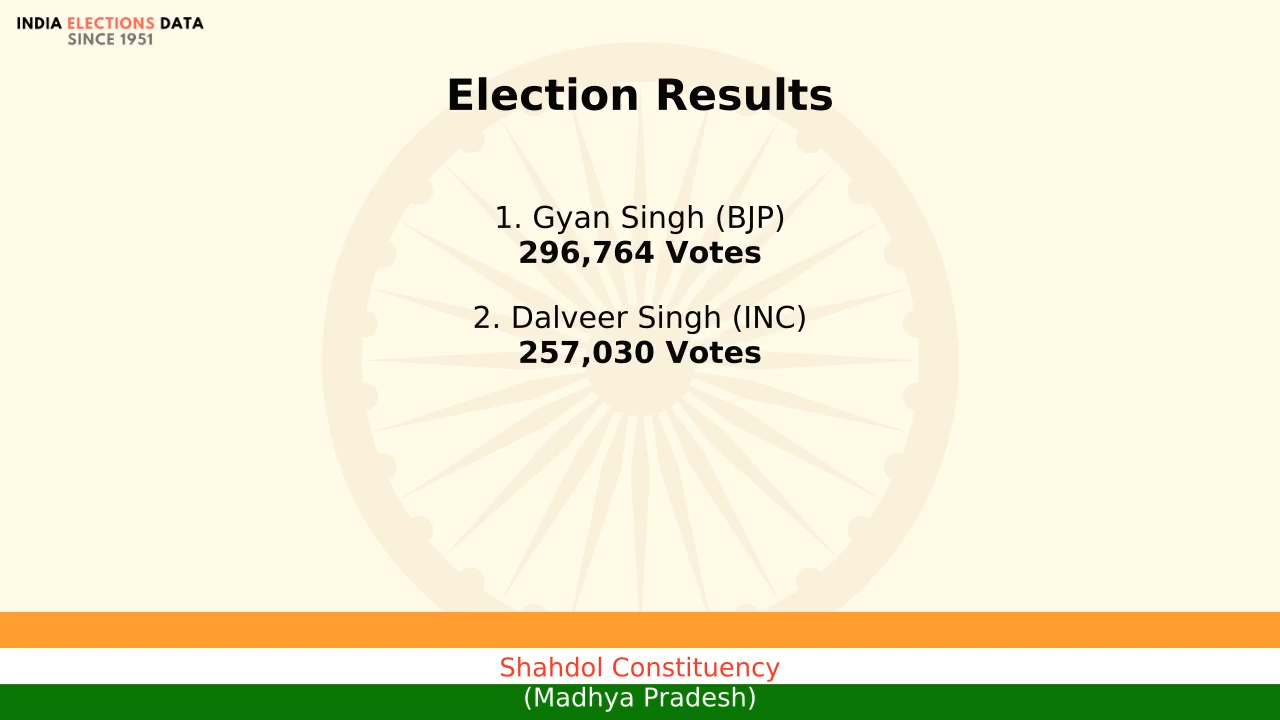 INDIA ELECTIONS DATA
SINCE 1951
Election Results
1. Gyan Singh (BJP)
296,764 Votes
2. Dalveer Singh (INC)
257,030 Votes
Shahdol Constituency
(Madhya Pradesh)